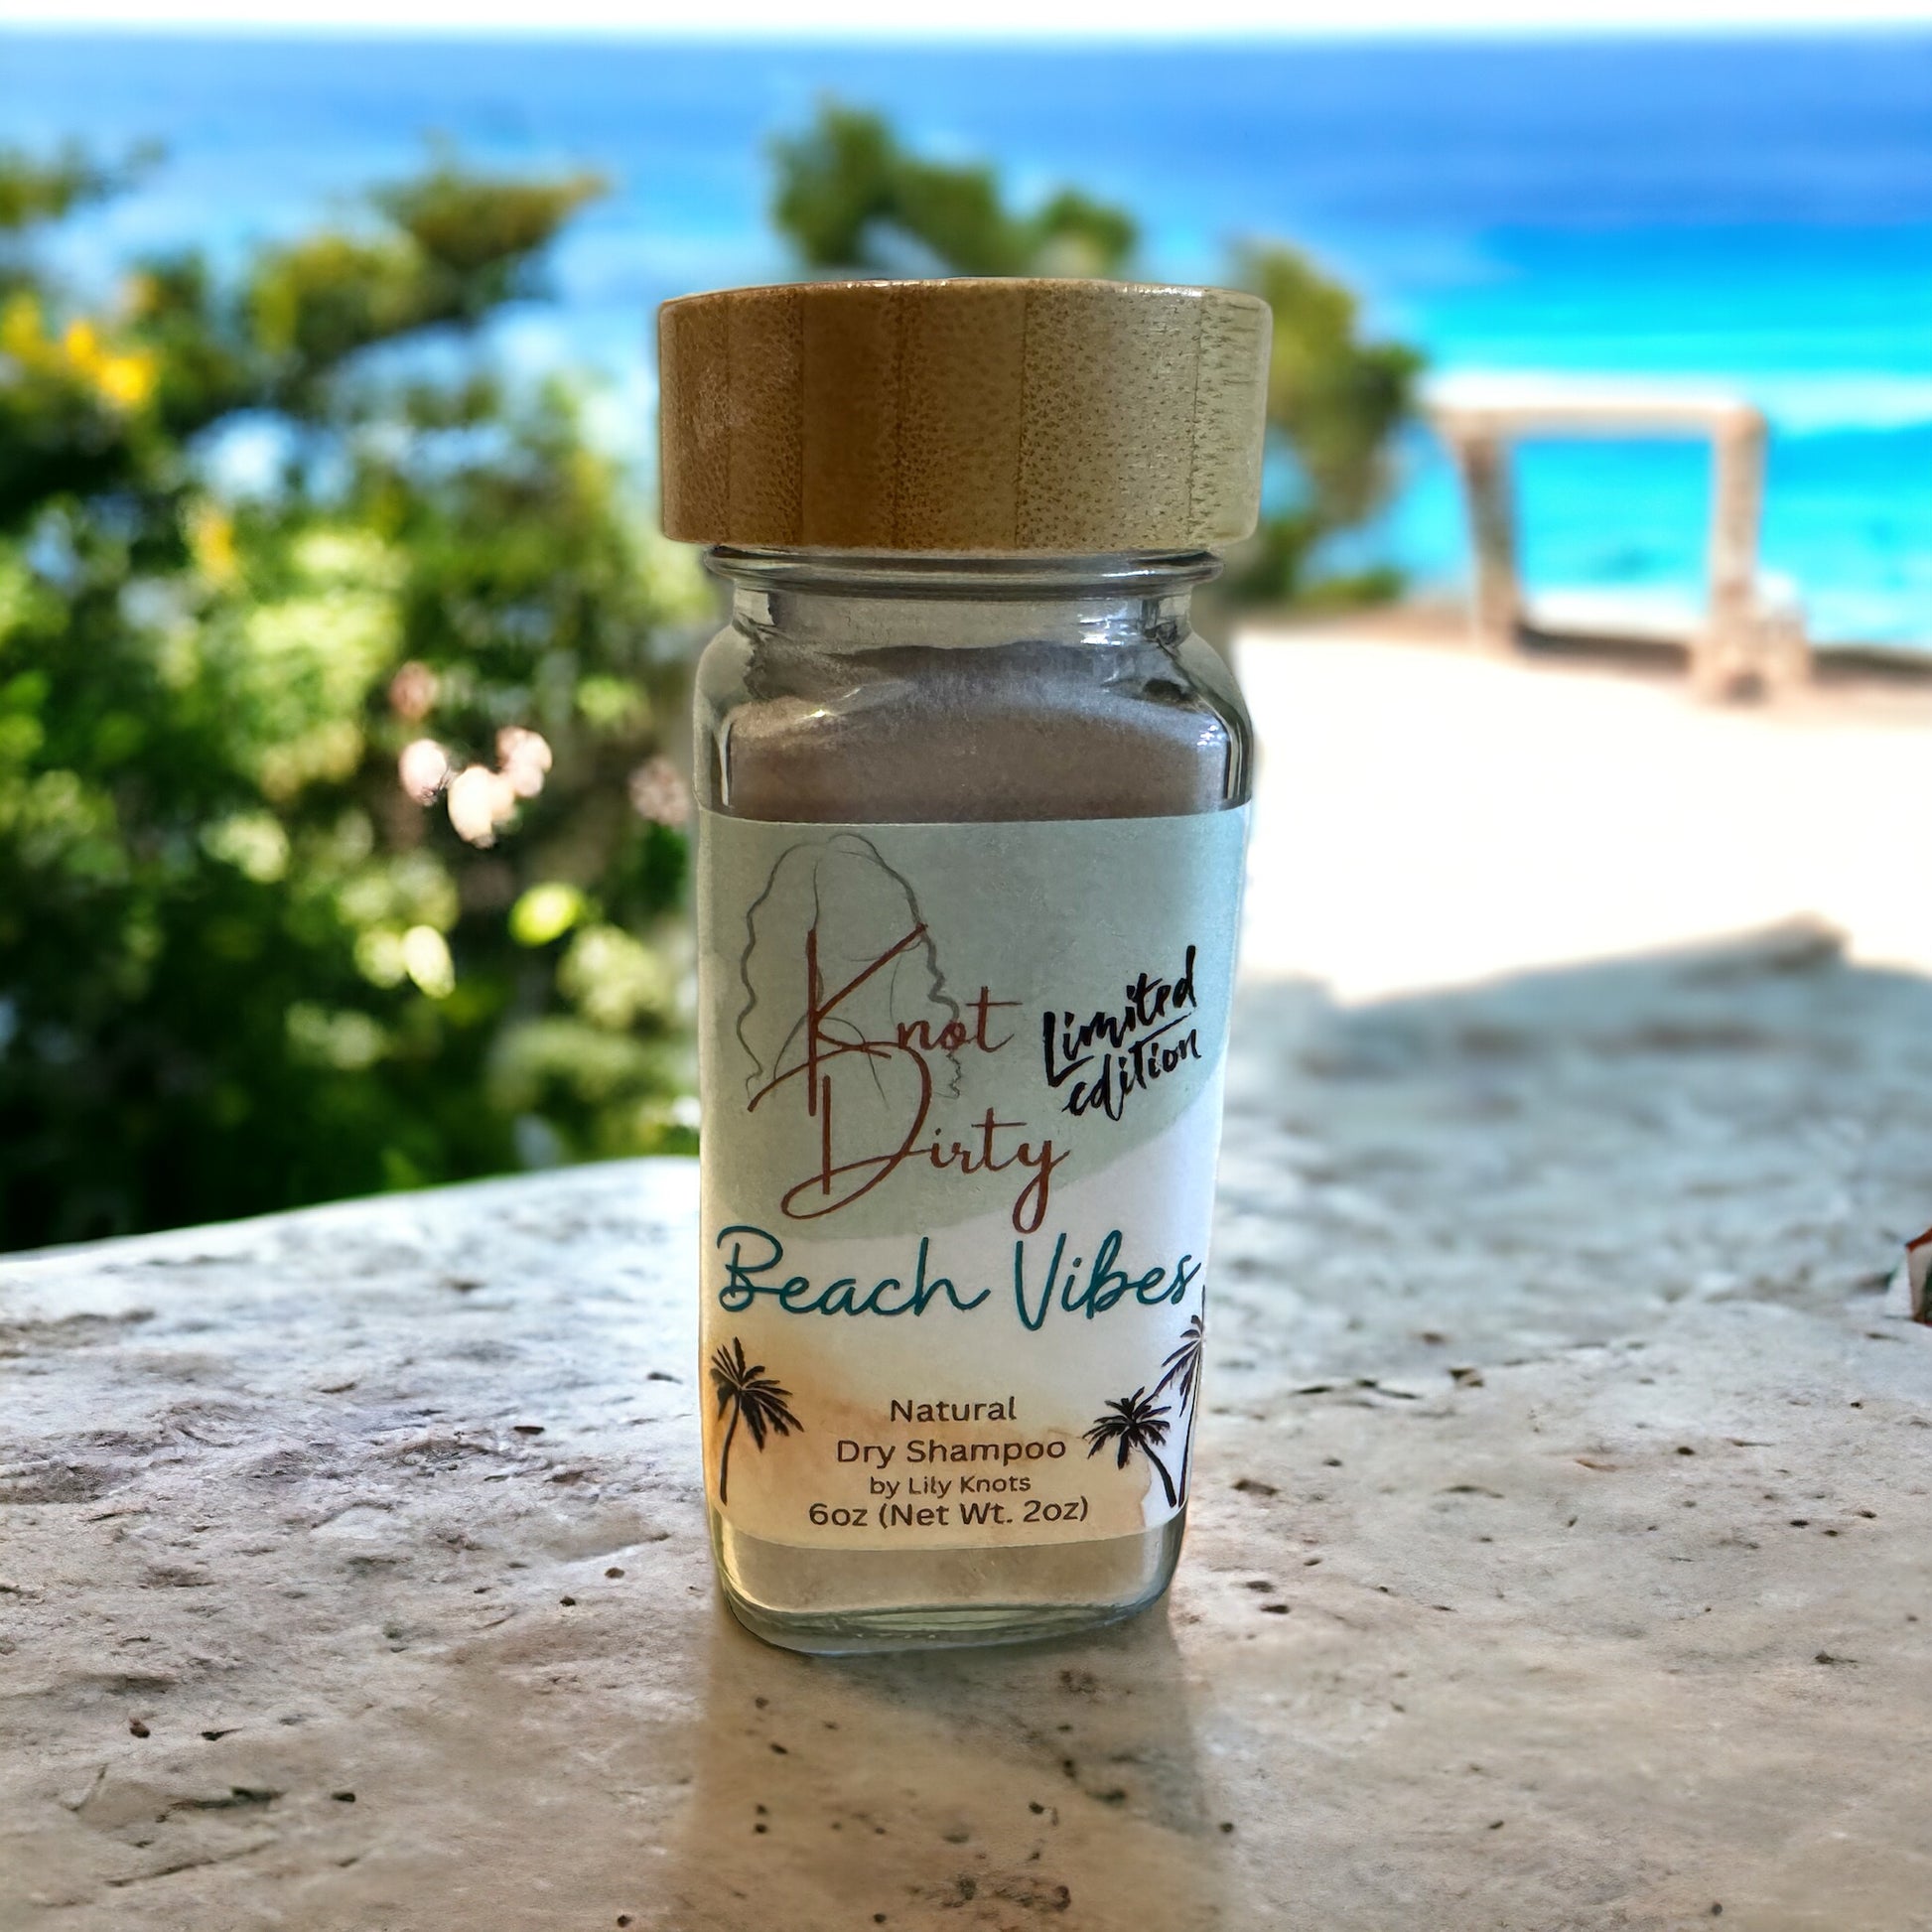 Knot
Limited
edition
Dirty
Beach Vibes
Natural
Dry Shampoo
by Lily Knots
6oz (Net Wt. 2oz)